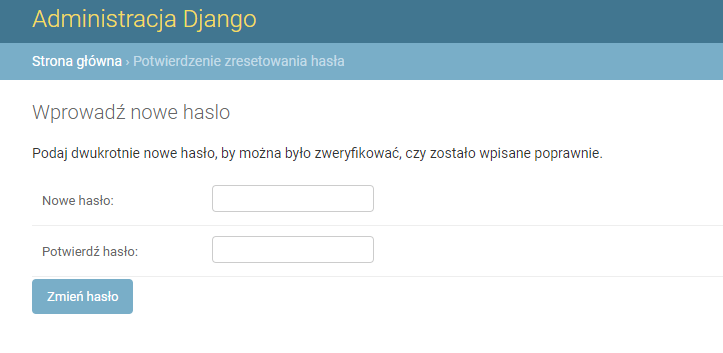 Administracja Django
Strona główna › Potwierdzenie zresetowania hasła
Wprowadź nowe haslo
Podaj dwukrotnie nowe hasło, by można było zweryfikować, czy zostało wpisane poprawnie.
Nowe hasło:
Potwierdź hasło:
Zmień hasło